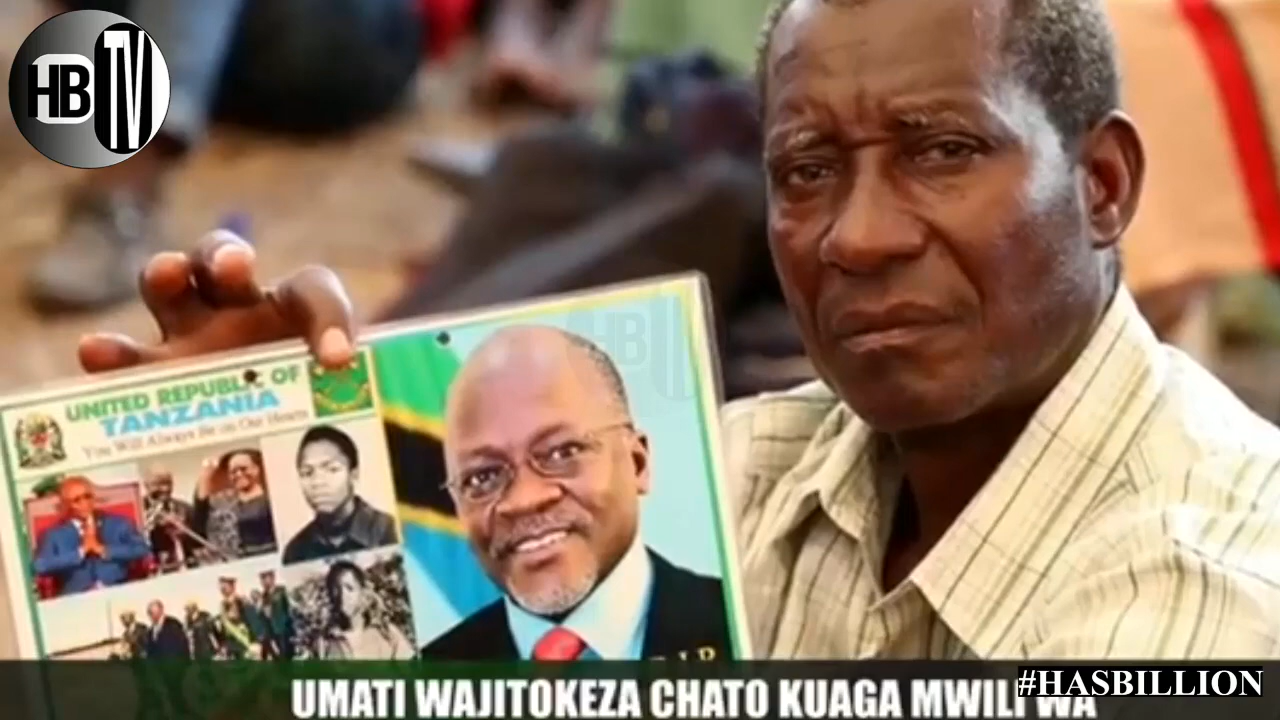 HB TV
UNITED REPUBLIC OF
TANZANIA
You Will Always Be on Our Hearts
HB
R.I.P
UMATI WAJITOKEZA CHATO KUAGA MWILI WA
#HASBILLION